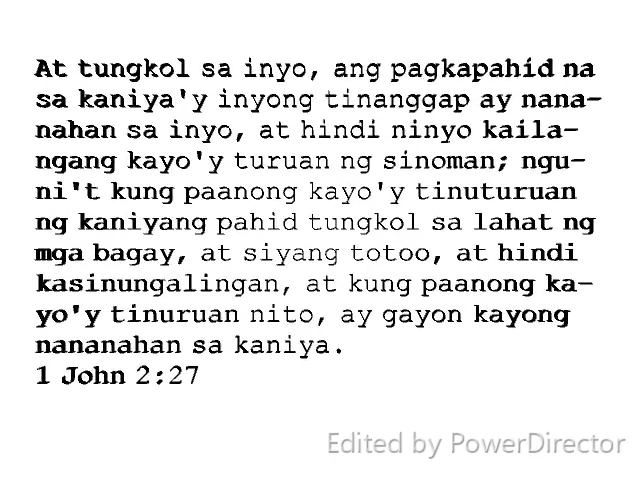 At tungkol sa inyo, ang pagkapahid na
sa kaniya'y inyong tinanggap ay nana-
nahan sa inyo, at hindi ninyo kaila-
ngang kayo'y turuan ng sinoman; ngu-
ni't kung paanong kayo'y tinuturuan
ng kaniyang pahid tungkol sa lahat ng
mga bagay, at siyang totoo, at hindi
kasinungalingan, at kung paanong ka-
yo'y tinuruan nito, ay gayon kayong
nananahan sa kaniya.
1 John 2:27
Edited by PowerDirector